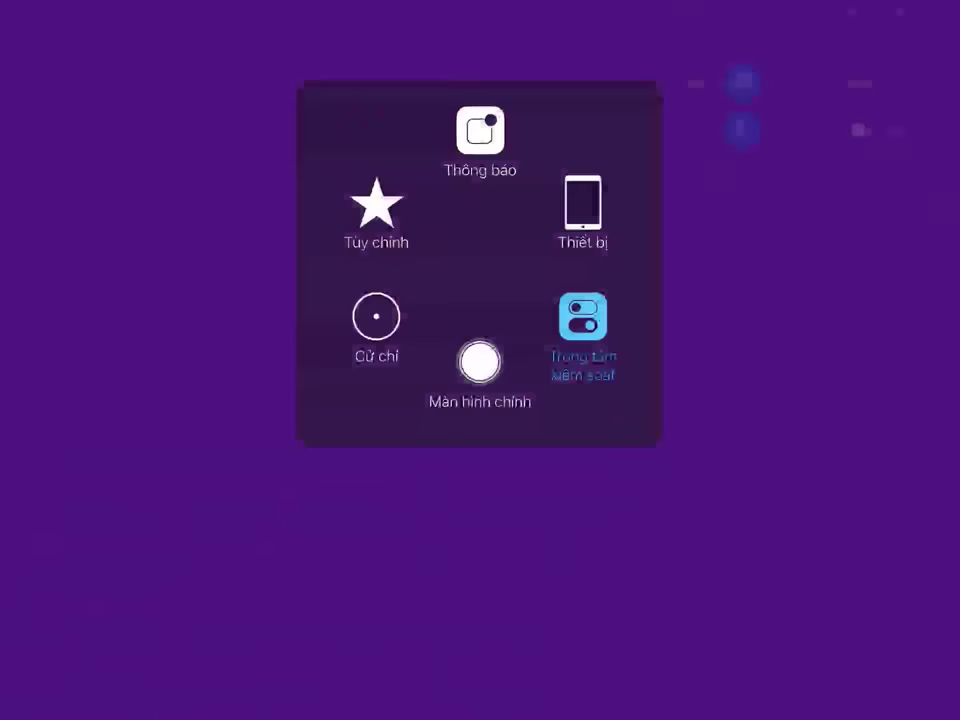 Thông báo
Tùy chỉnh
Thiết bị
Cử chỉ
Trung tâm
kiểm soát
Màn hình chính